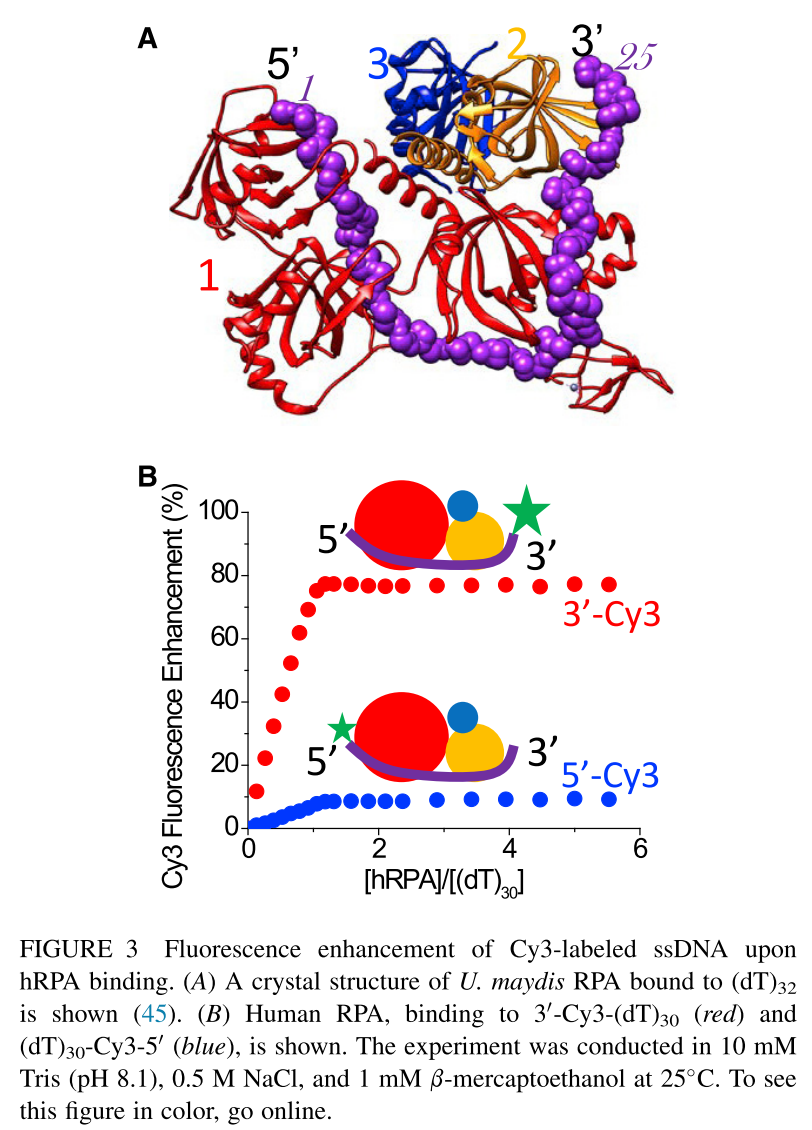 A
5’
1
3
2
3’
25
1
B
Cy3 Fluorescence Enhancement (%)
100
80
60
40
20
0
5’
3’
3’-Cy3
5’
3’
5’-Cy3
0
2
4
6
[hRPA]/[(dT)₃₀]
FIGURE 3 Fluorescence enhancement of Cy3-labeled ssDNA upon
hRPA binding. (A) A crystal structure of U. maydis RPA bound to (dT)₃₂
is shown (45). (B) Human RPA, binding to 3′-Cy3-(dT)₃₀ (red) and
(dT)₃₀-Cy3-5′ (blue), is shown. The experiment was conducted in 10 mM
Tris (pH 8.1), 0.5 M NaCl, and 1 mM β-mercaptoethanol at 25°C. To see
this figure in color, go online.